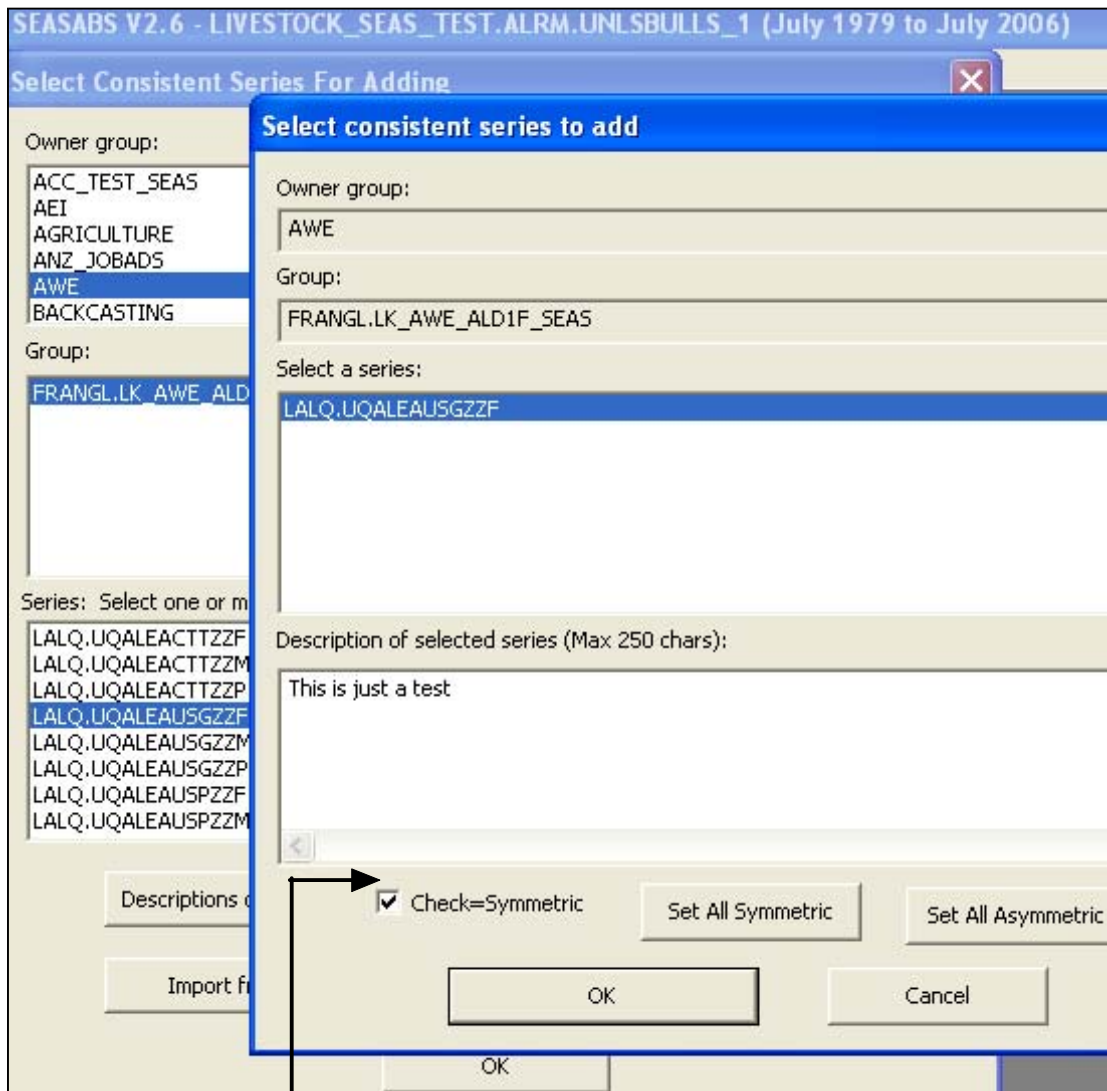 SEASABS V2.6 - LIVESTOCK_SEAS_TEST.ALRM.UNLSBULLS_1 (July 1979 to July 2006)
Select Consistent Series For Adding
Owner group:
ACC_TEST_SEAS
AEI
AGRICULTURE
ANZ_JOBADS
AWE
BACKCASTING
Group:
FRANGL.LK_AWE_ALD
Series: Select one or m
LALQ.UQALEACTTZZF
LALQ.UQALEACTTZZM
LALQ.UQALEACTTZZP
LALQ.UQALEAUSGZZF
LALQ.UQALEAUSGZZM
LALQ.UQALEAUSGZZP
LALQ.UQALEAUSPZZF
LALQ.UQALEAUSPZZM
Descriptions
Import
OK
Select consistent series to add
Owner group:
AWE
Group:
FRANGL.LK_AWE_ALD1F_SEAS
Select a series:
LALQ.UQALEAUSGZZF
Description of selected series (Max 250 chars):
This is just a test
Check=Symmetric
Set All Symmetric
Set All Asymmetric
OK
Cancel